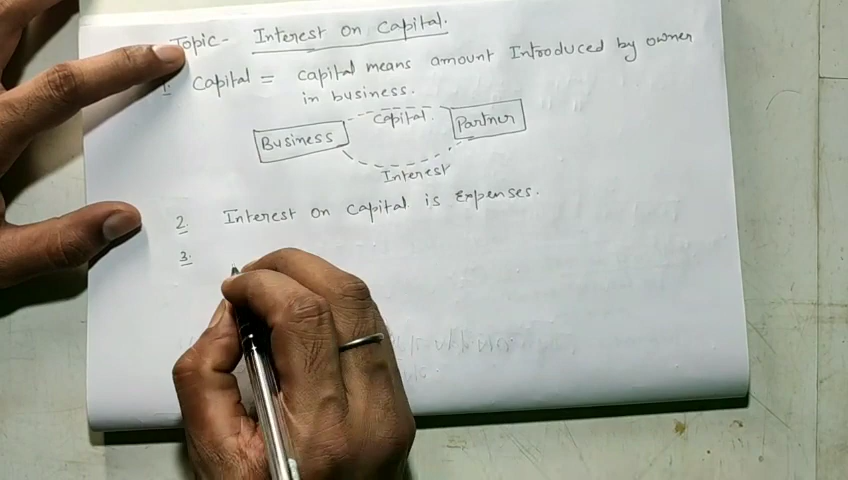 Topic- Interest on Capital.
1. Capital = capital means amount Introduced by owner
in business.
Business Capital. Partner
Interest
2. Interest on Capital is Expenses.
3.